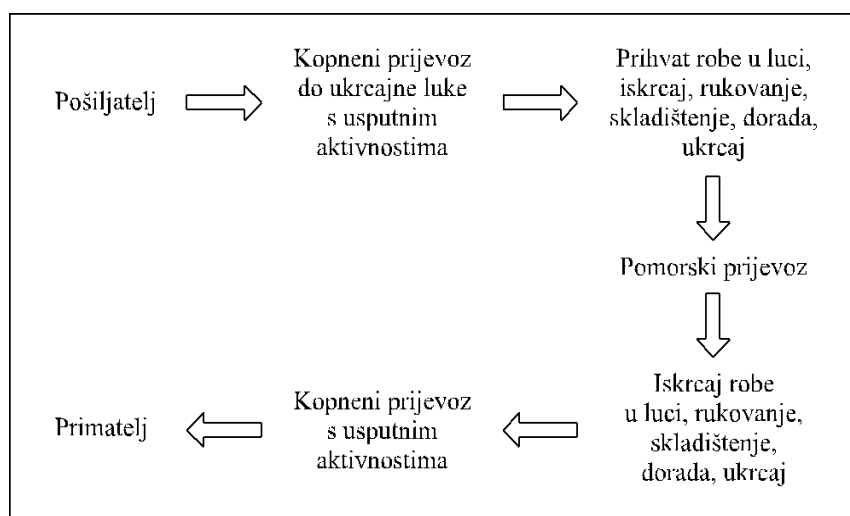 Pošiljatelj
Kopneni prijevoz
do ukrcajne luke
s usputnim
aktivnostima
Prihvat robe u luci,
iskrcaj, rukovanje,
skladištenje, dorada,
ukrcaj
Pomorski prijevoz
Iskrcaj robe
u luci, rukovanje,
skladištenje,
dorada, ukrcaj
Kopneni prijevoz
s usputnim
aktivnostima
Primatelj